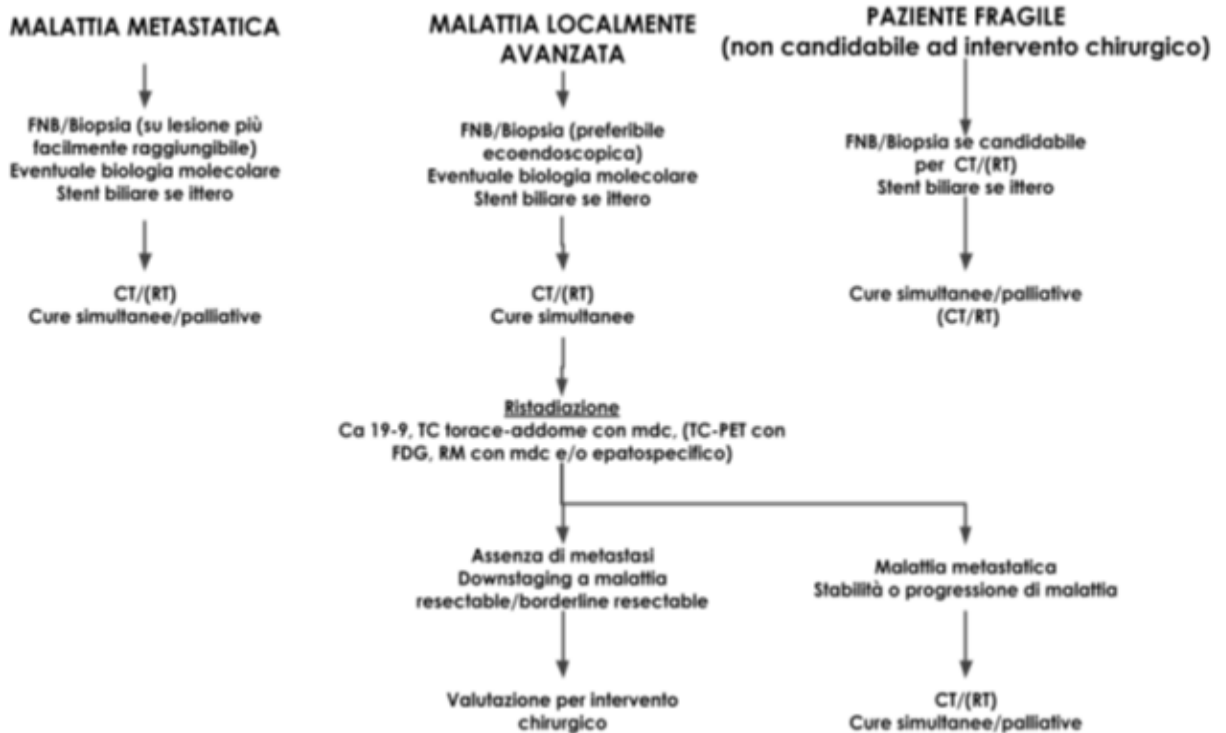 MALATTIA METASTATICA
FNB/Biopsia (su lesione più
facilmente raggiungibile)
Eventuale biologia molecolare
Stent biliare se ittero
CT/(RT)
Cure simultanee/palliative
MALATTIA LOCALMENTE
AVANZATA
FNB/Biopsia (preferibile
ecoendoscopica)
Eventuale biologia molecolare
Stent biliare se ittero
CT/(RT)
Cure simultanee
Ristadiazione
Ca 19-9, TC torace-addome con mdc, (TC-PET con
FDG, RM con mdc e/o epatospecifico)
Assenza di metastasi
Downstaging a malattia
resectable/borderline resectable
Valutazione per intervento
chirurgico
Malattia metastatica
Stabilità o progressione di malattia
CT/(RT)
Cure simultanee/palliative
PAZIENTE FRAGILE
(non candidabile ad intervento chirurgico)
FNB/Biopsia se candidabile
per CT/(RT)
Stent biliare se ittero
Cure simultanee/palliative
(CT/RT)